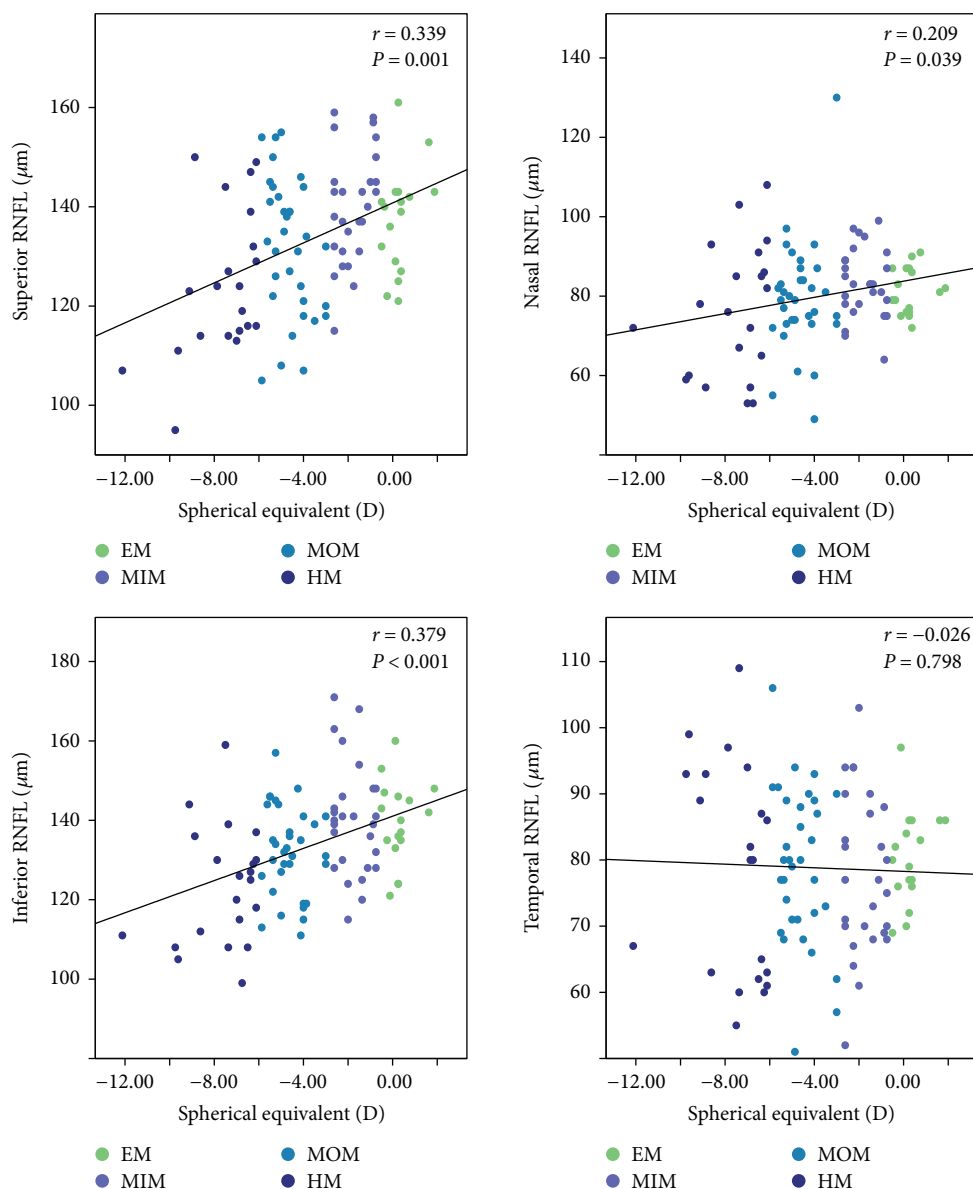 r = 0.339
P = 0.001
160
140
120
100
Superior RNFL (μm)
−12.00 −8.00 −4.00 0.00
Spherical equivalent (D)
EM MOM
MIM HM
r = 0.209
P = 0.039
140
120
100
80
60
Nasal RNFL (μm)
−12.00 −8.00 −4.00 0.00
Spherical equivalent (D)
EM MOM
MIM HM
r = 0.379
P < 0.001
180
160
140
120
100
Inferior RNFL (μm)
−12.00 −8.00 −4.00 0.00
Spherical equivalent (D)
EM MOM
MIM HM
r = −0.026
P = 0.798
110
100
90
80
70
60
Temporal RNFL (μm)
−12.00 −8.00 −4.00 0.00
Spherical equivalent (D)
EM MOM
MIM HM